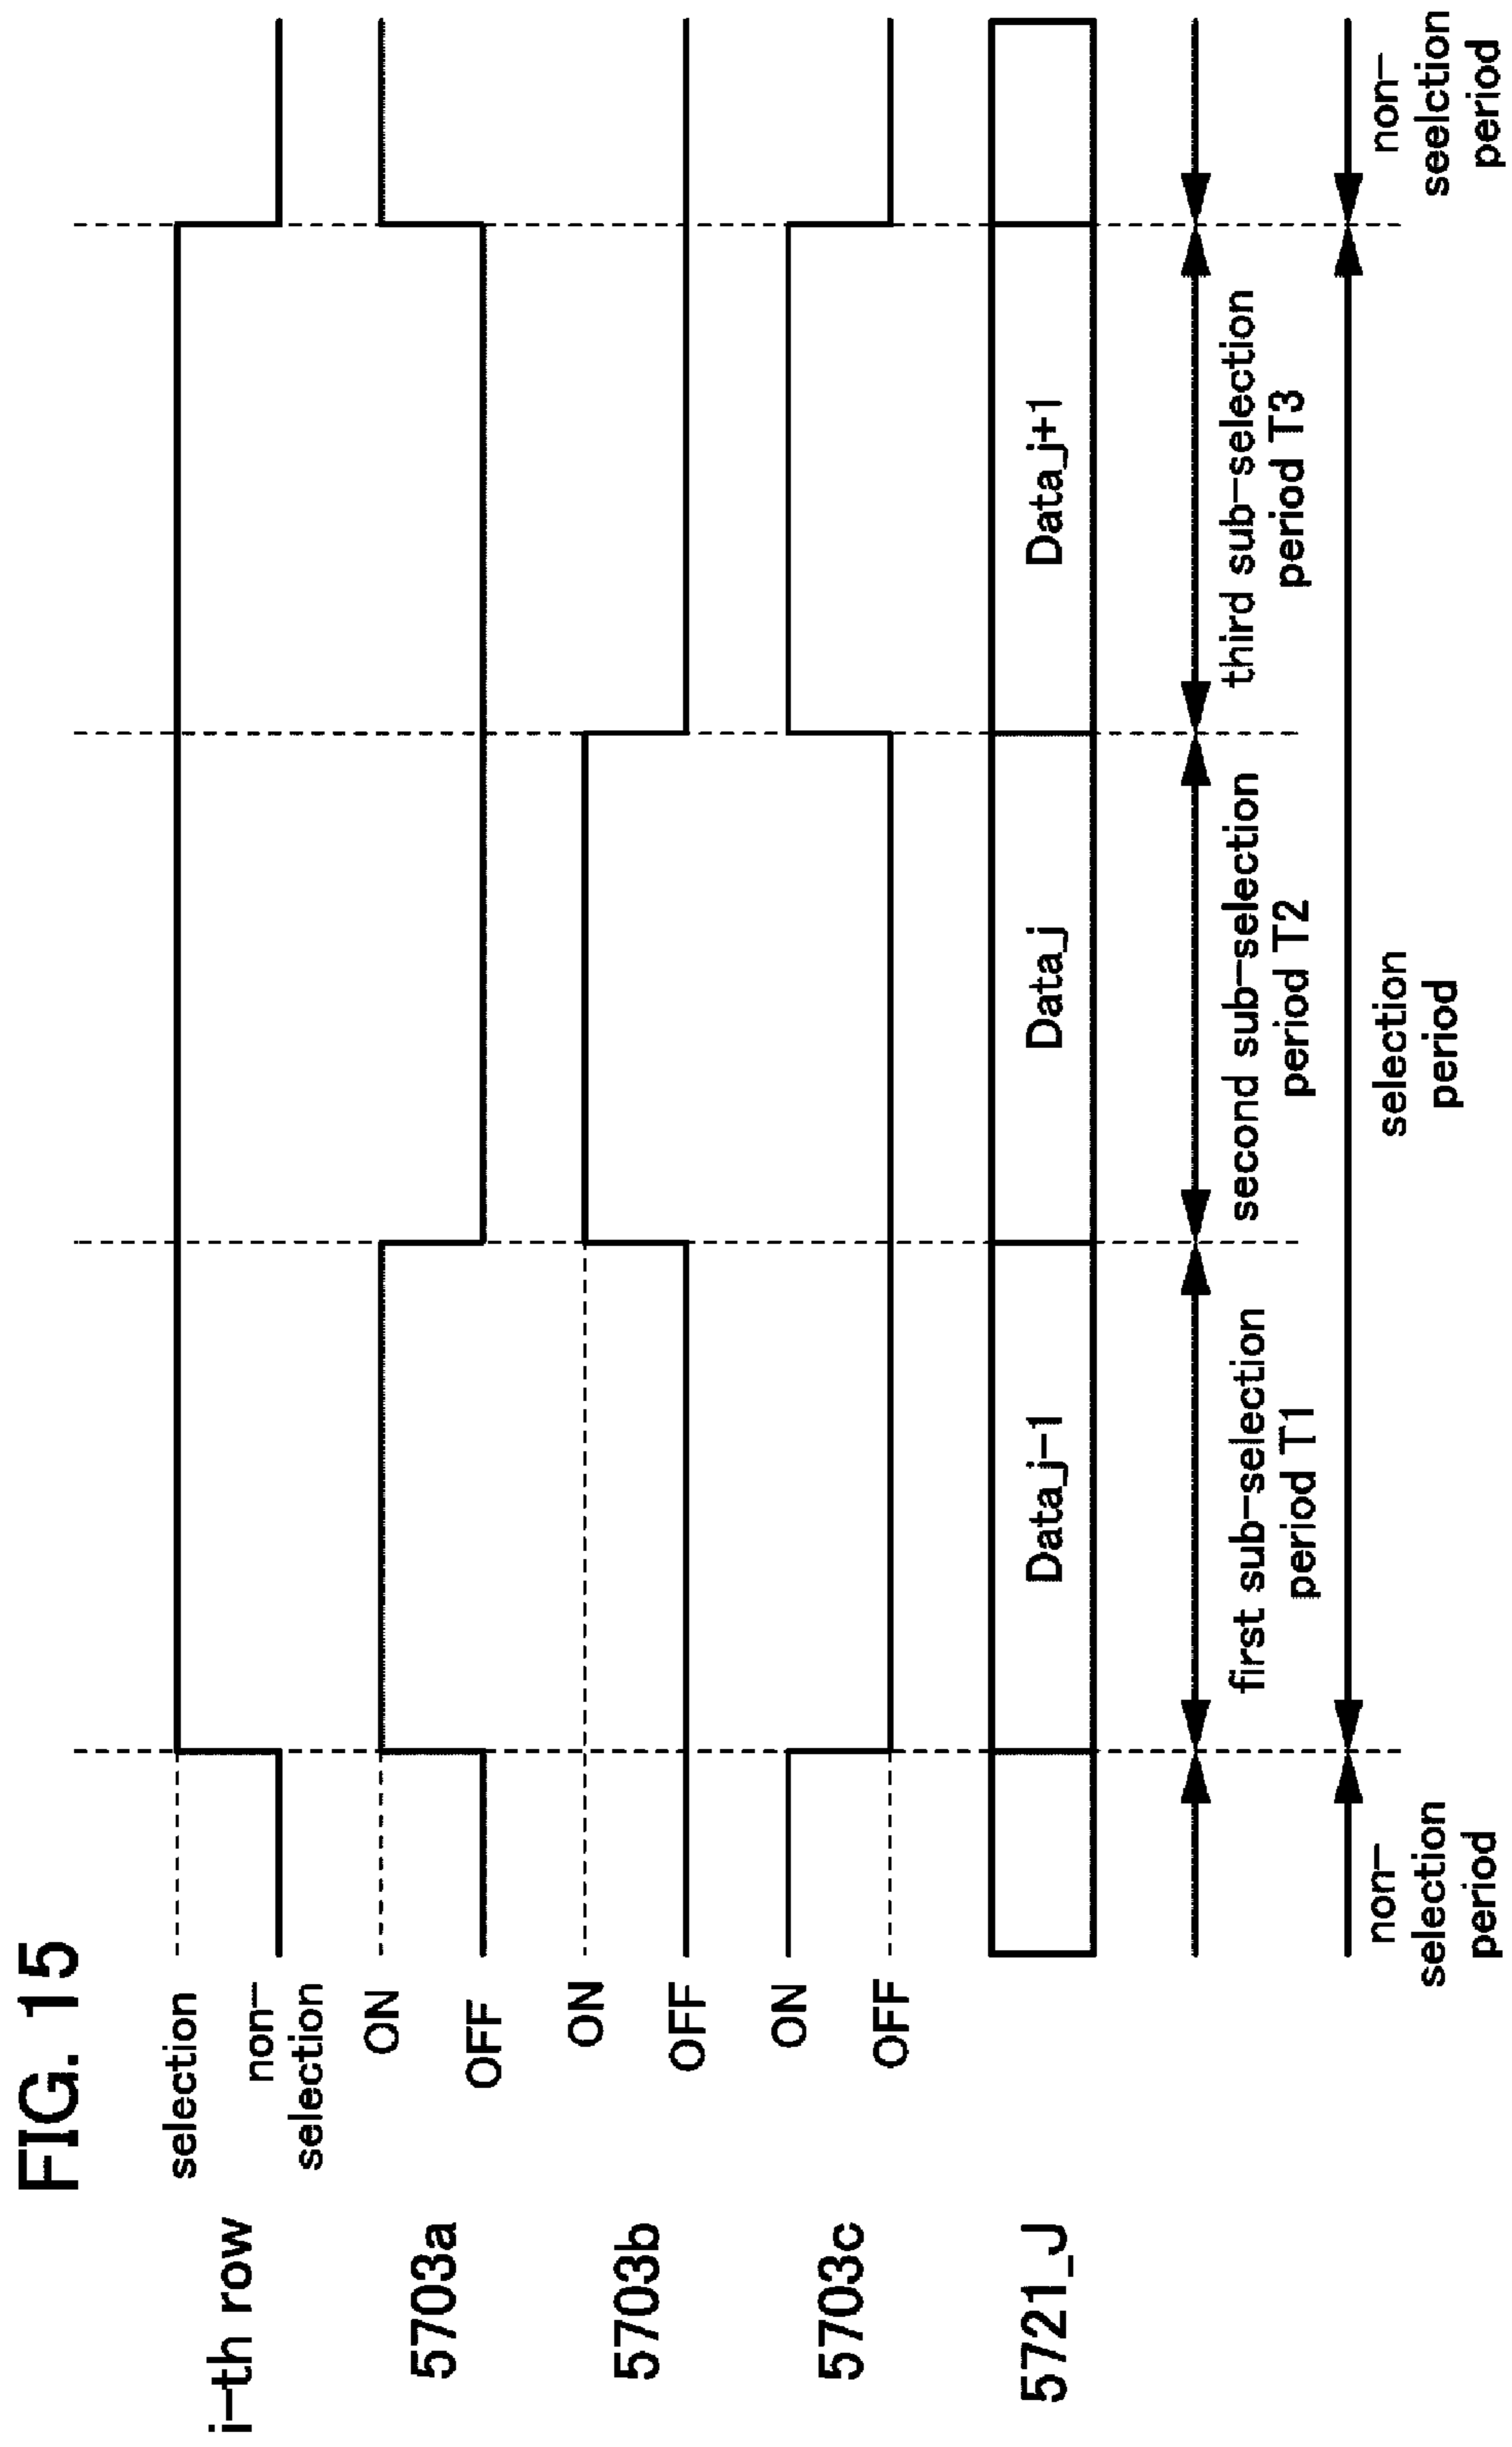 FIG. 15
i-th row
selection
non-
selection
5703a
ON
OFF
5703b
ON
OFF
5703c
ON
OFF
5721_J
Data_j-1
Data_j
Data_j+1
first sub-selection
period T1
second sub-selection
period T2
third sub-selection
period T3
non-
selection
period
selection
period
non-
seelction
period